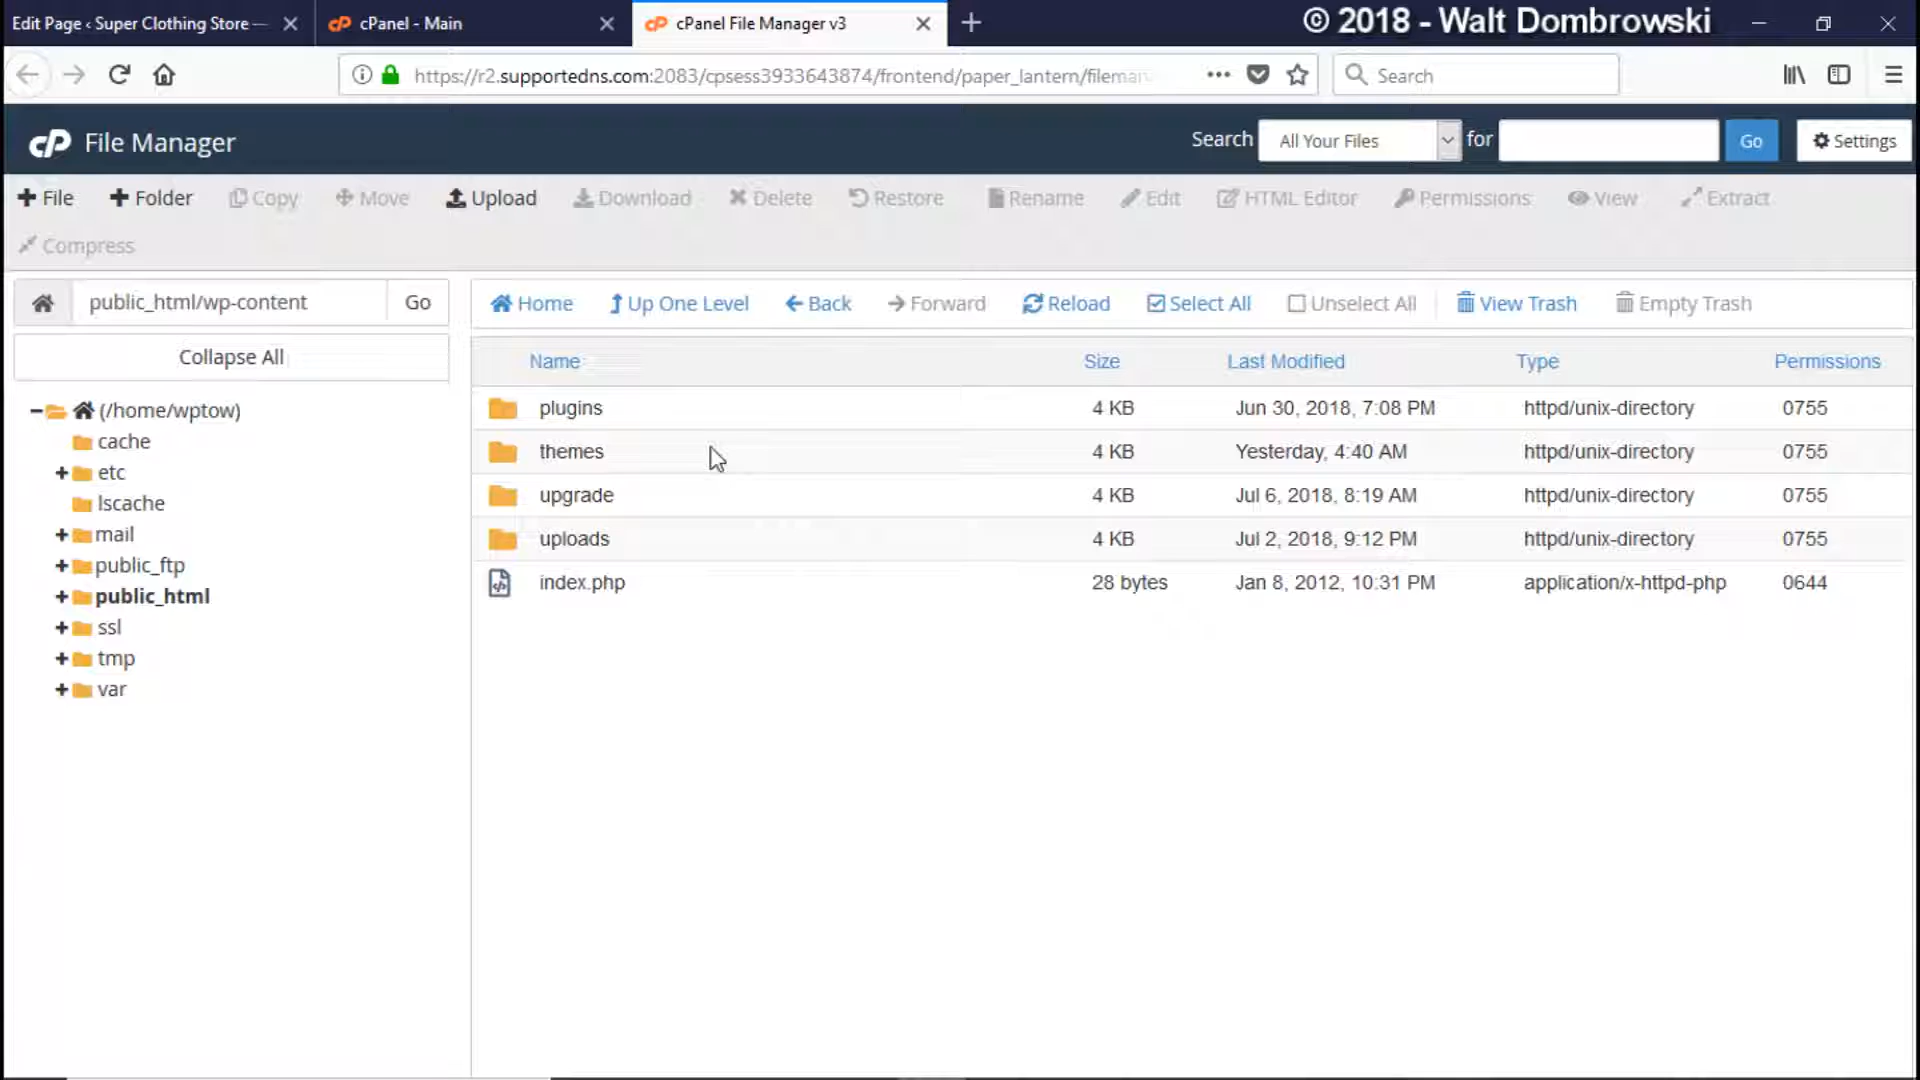 Edit Page ‹ Super Clothing Store —
cPanel - Main
cPanel File Manager v3
© 2018 - Walt Dombrowski
https://r2.supportedns.com:2083/cpsess3933643874/frontend/paper_lantern/fileman
Search
cP File Manager
Search All Your Files for Go Settings
File Folder Copy Move Upload Download Delete Restore Rename Edit HTML Editor Permissions View Extract
Compress
public_html/wp-content Go
Home Up One Level Back Forward Reload Select All Unselect All View Trash Empty Trash
Collapse All
(/home/wptow)
cache
etc
lscache
mail
public_ftp
public_html
ssl
tmp
var
Name Size Last Modified Type Permissions
plugins 4 KB Jun 30, 2018, 7:08 PM httpd/unix-directory 0755
themes 4 KB Yesterday, 4:40 AM httpd/unix-directory 0755
upgrade 4 KB Jul 6, 2018, 8:19 AM httpd/unix-directory 0755
uploads 4 KB Jul 2, 2018, 9:12 PM httpd/unix-directory 0755
index.php 28 bytes Jan 8, 2012, 10:31 PM application/x-httpd-php 0644